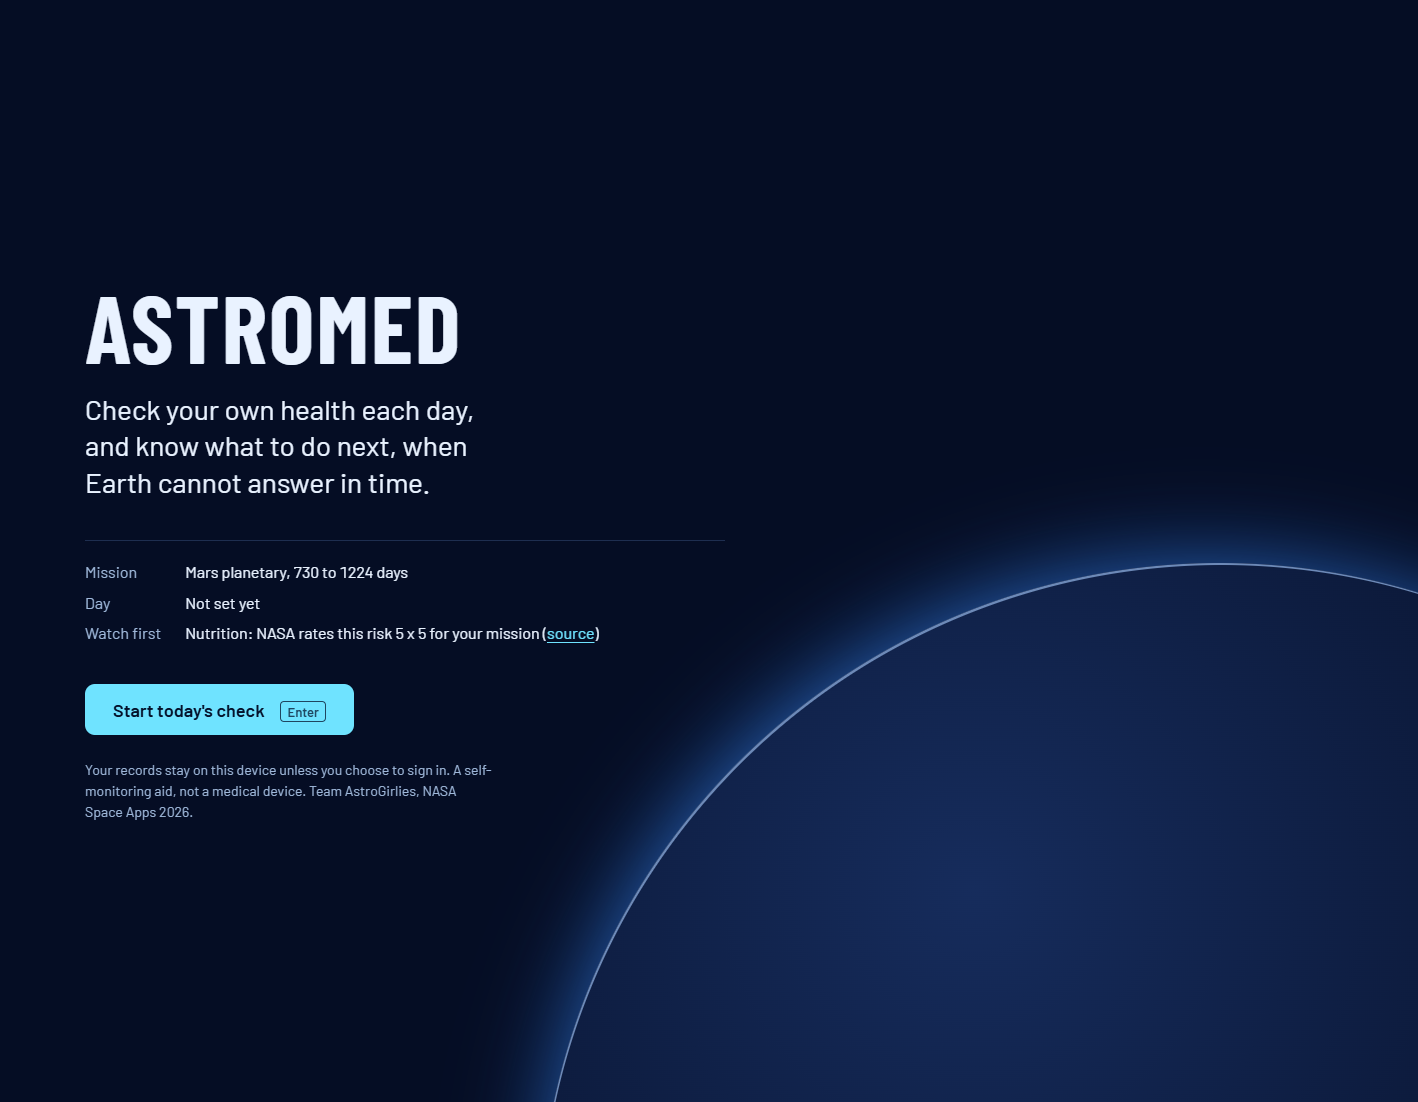 ASTROMED
Check your own health each day,
and know what to do next, when
Earth cannot answer in time.
Mission Mars planetary, 730 to 1224 days
Day Not set yet
Watch first Nutrition: NASA rates this risk 5 x 5 for your mission (source)
Start today's check Enter
Your records stay on this device unless you choose to sign in. A self-
monitoring aid, not a medical device. Team AstroGirlies, NASA
Space Apps 2026.